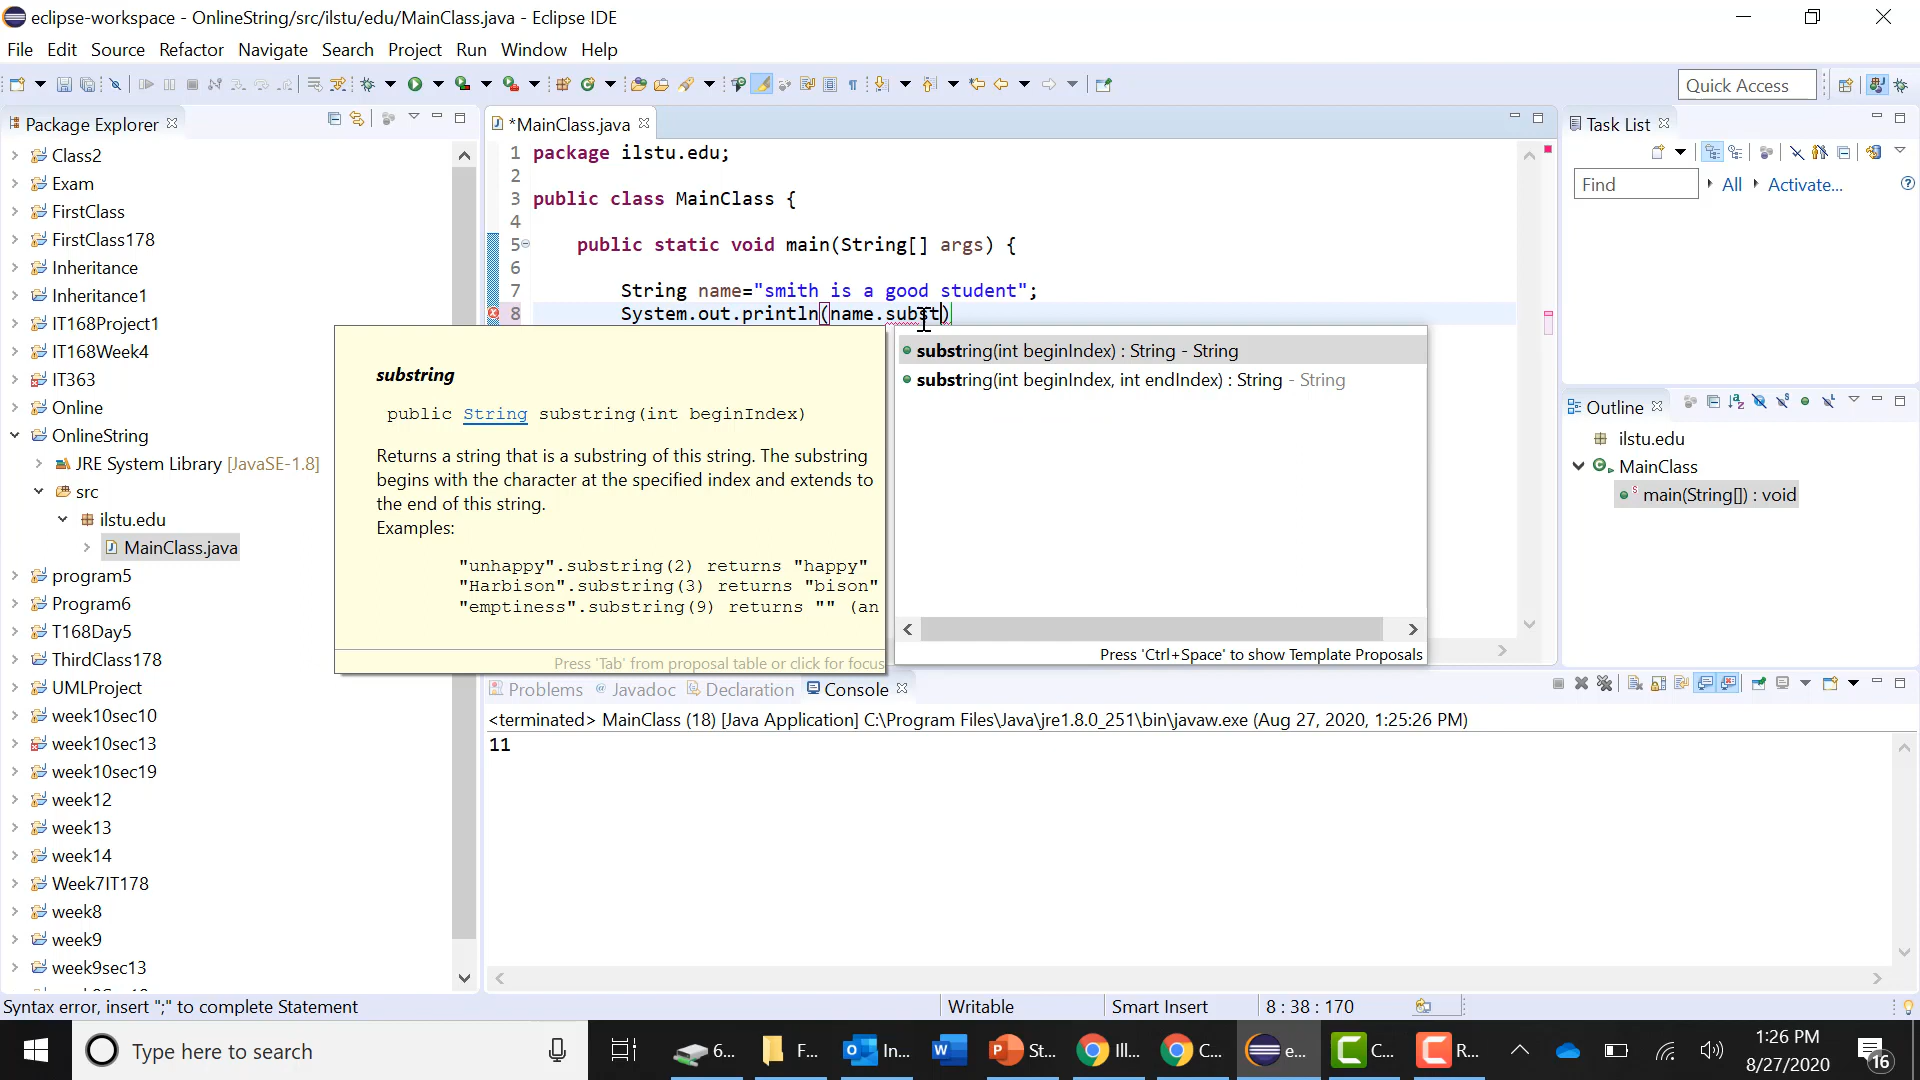 eclipse-workspace - OnlineString/src/ilstu/edu/MainClass.java - Eclipse IDE
File Edit Source Refactor Navigate Search Project Run Window Help
Quick Access
Package Explorer
Class2
Exam
FirstClass
FirstClass178
Inheritance
Inheritance1
IT168Project1
IT168Week4
IT363
Online
OnlineString
JRE System Library [JavaSE-1.8]
src
ilstu.edu
MainClass.java
program5
Program6
T168Day5
ThirdClass178
UMLProject
week10sec10
week10sec13
week10sec19
week12
week13
week14
Week7IT178
week8
week9
week9sec13
*MainClass.java
1 package ilstu.edu;
2
3 public class MainClass {
4
5 public static void main(String[] args) {
6
7 String name="smith is a good student";
8 System.out.println(name.subst)
substring
public String substring(int beginIndex)
Returns a string that is a substring of this string. The substring
begins with the character at the specified index and extends to
the end of this string.
Examples:
"unhappy".substring(2) returns "happy"
"Harbison".substring(3) returns "bison"
"emptiness".substring(9) returns "" (an
Press 'Tab' from proposal table or click for focus
substring(int beginIndex) : String - String
substring(int beginIndex, int endIndex) : String - String
Press 'Ctrl+Space' to show Template Proposals
Task List
Find All Activate...
Outline
ilstu.edu
MainClass
main(String[]) : void
Problems Javadoc Declaration Console
<terminated> MainClass (18) [Java Application] C:\Program Files\Java\jre1.8.0_251\bin\javaw.exe (Aug 27, 2020, 1:25:26 PM)
11
Syntax error, insert ";" to complete Statement
Writable
Smart Insert
8 : 38 : 170
Type here to search
6...
F...
In...
St...
Ill...
C...
e...
C...
R...
1:26 PM
8/27/2020
16